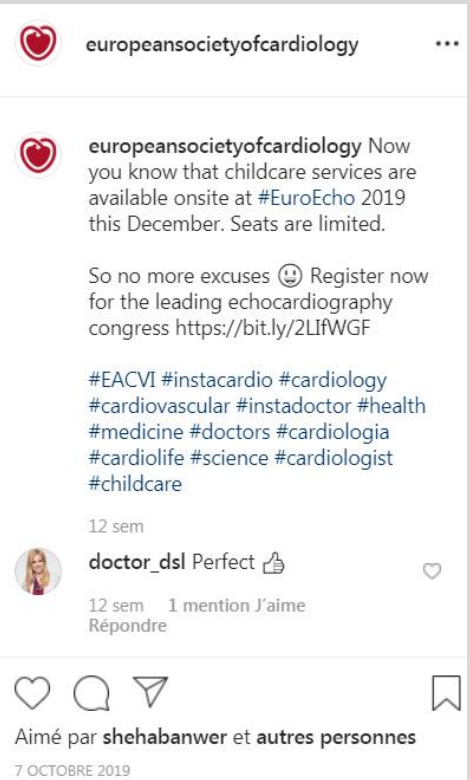 europeansocietyofcardiology
europeansocietyofcardiology Now
you know that childcare services are
available onsite at #EuroEcho 2019
this December. Seats are limited.
So no more excuses 😃 Register now
for the leading echocardiography
congress https://bit.ly/2LIfWGF
#EACVI #instacardio #cardiology
#cardiovascular #instadoctor #health
#medicine #doctors #cardiologia
#cardiolife #science #cardiologist
#childcare
12 sem
doctor_dsl Perfect 👍
12 sem 1 mention J’aime
Répondre
Aimé par shehabanwer et autres personnes
7 OCTOBRE 2019